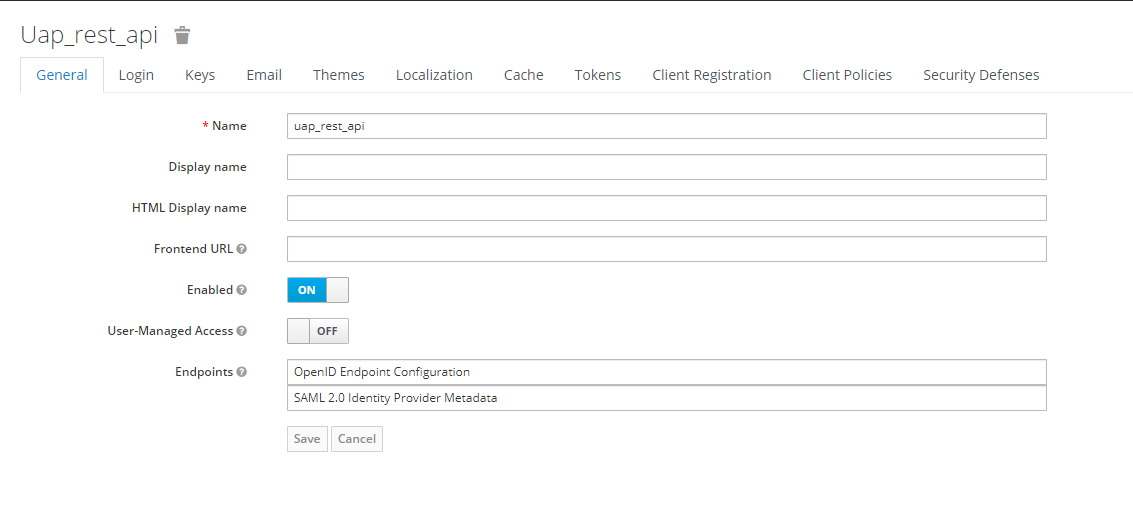 Uap_rest_api
General Login Keys Email Themes Localization Cache Tokens Client Registration Client Policies Security Defenses
* Name uap_rest_api
Display name
HTML Display name
Frontend URL
Enabled ON
User-Managed Access OFF
Endpoints OpenID Endpoint Configuration
SAML 2.0 Identity Provider Metadata
Save Cancel